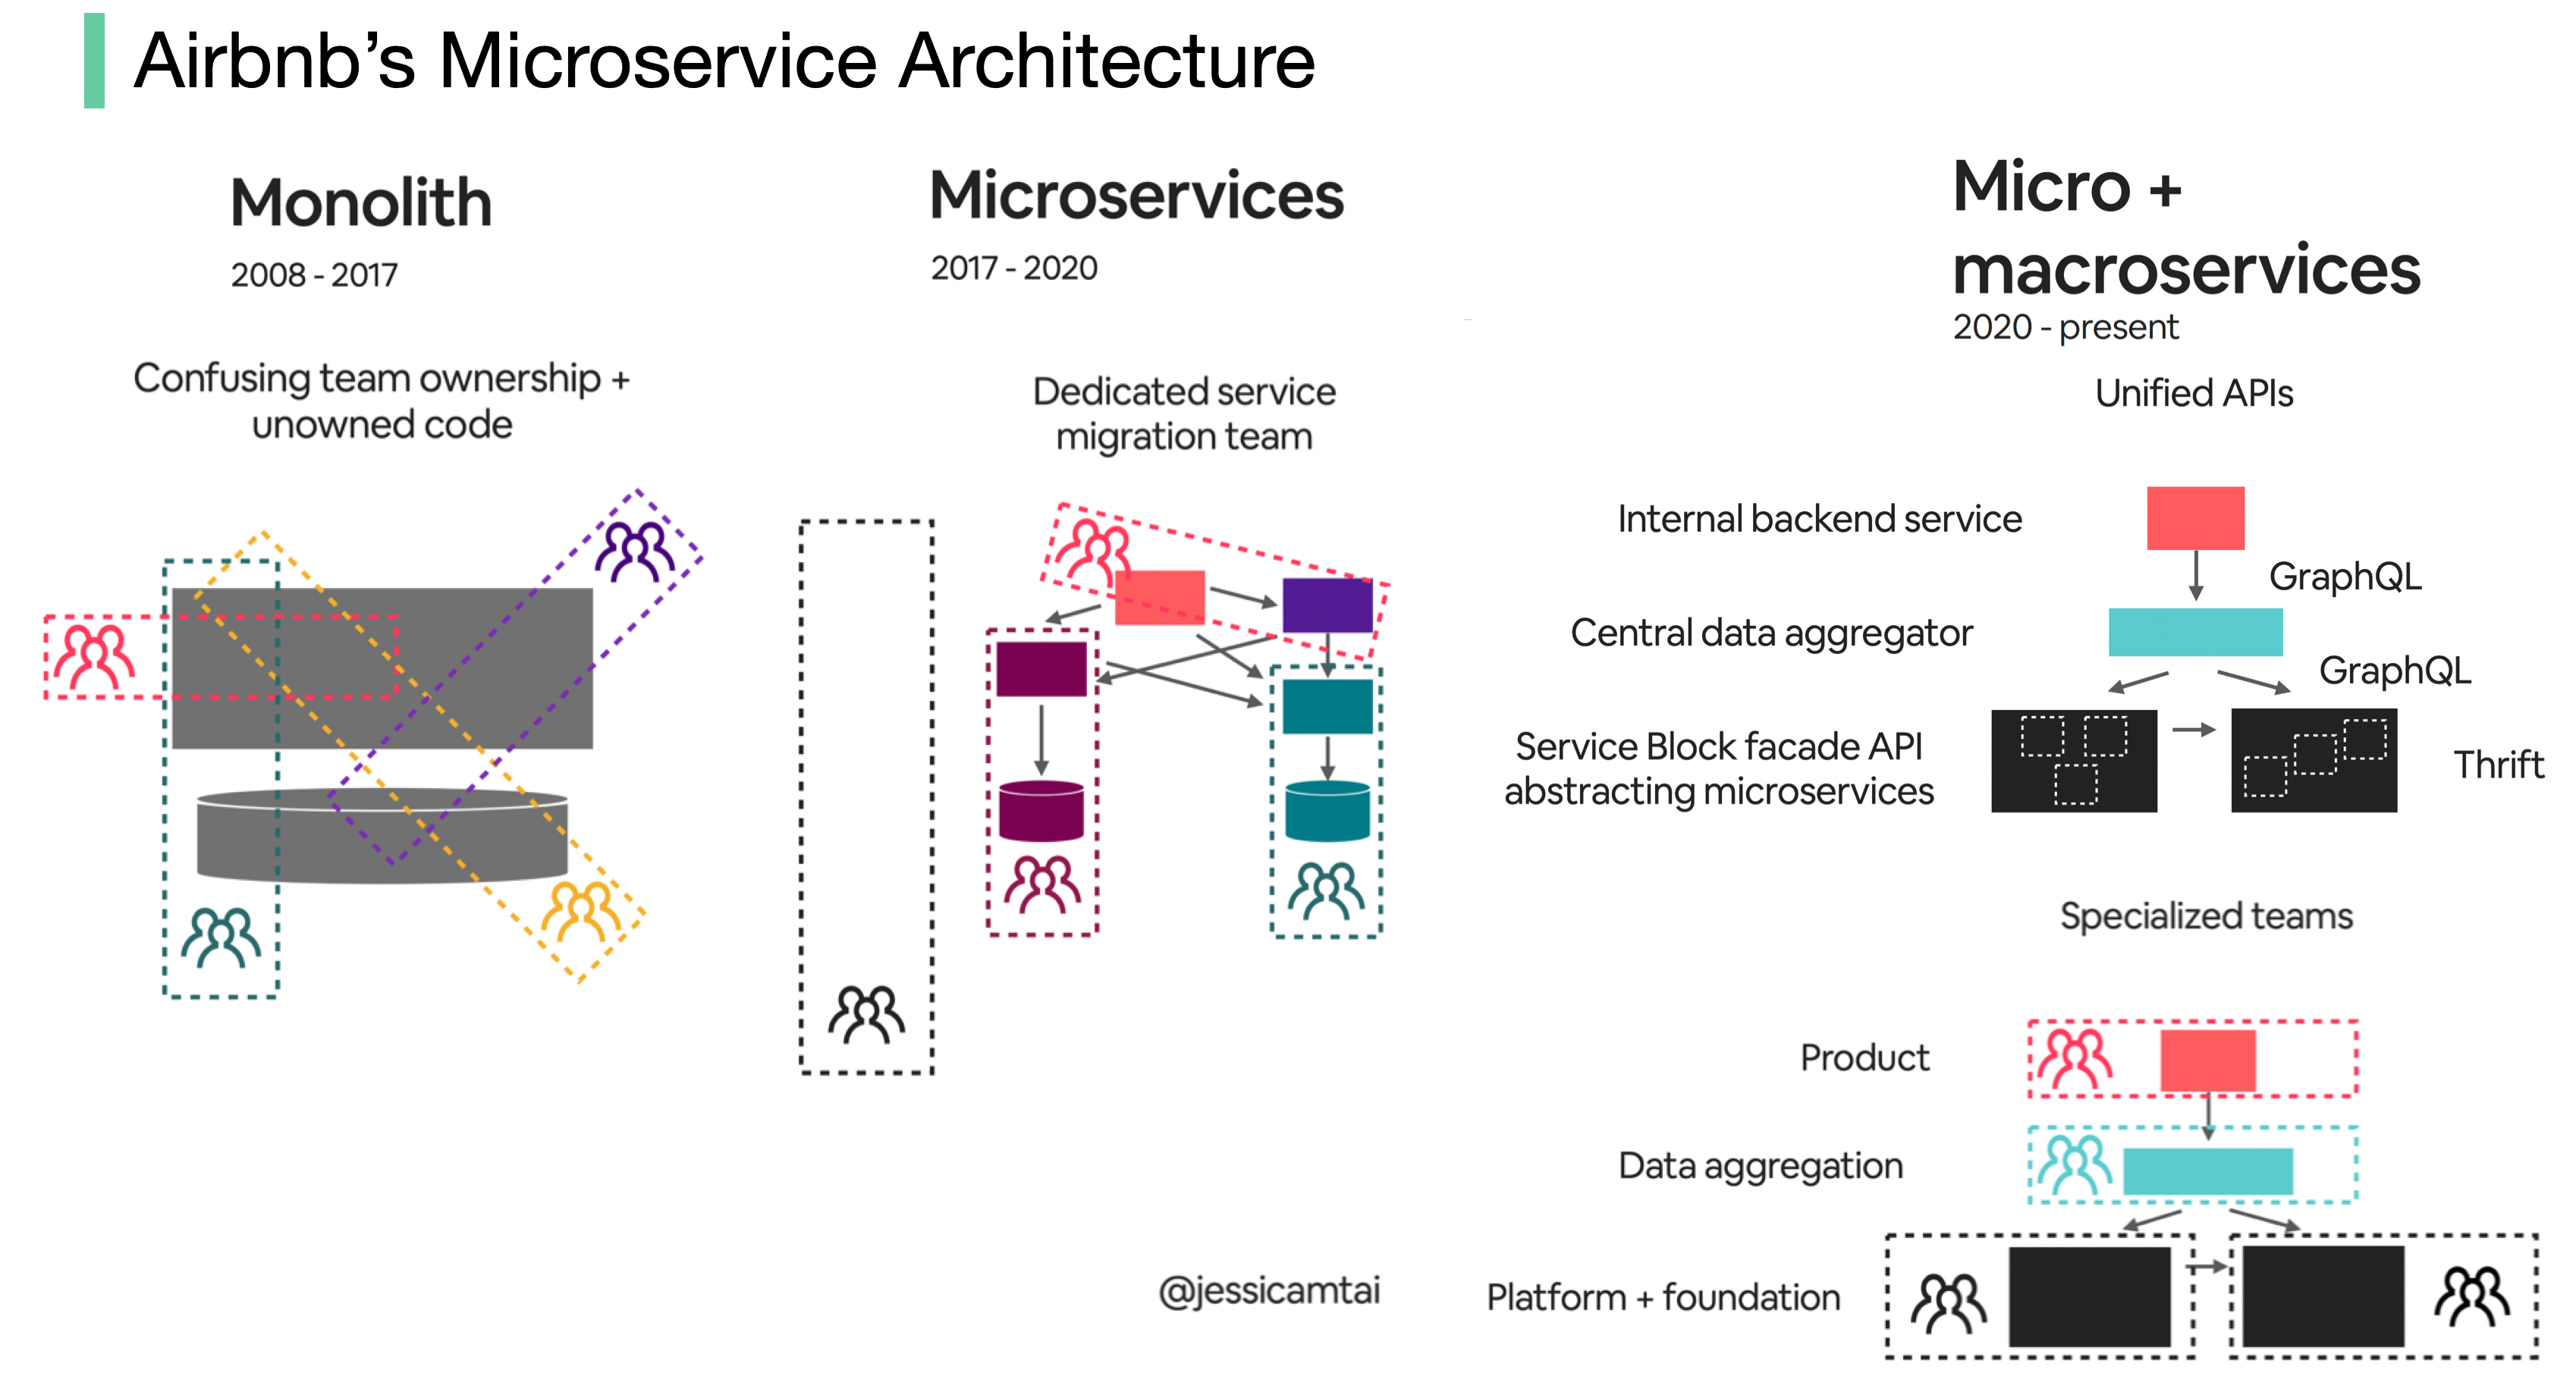 Airbnb’s Microservice Architecture
Monolith
2008 - 2017
Confusing team ownership +
unowned code
Microservices
2017 - 2020
Dedicated service
migration team
Micro +
macroservices
2020 - present
Unified APIs
Internal backend service
GraphQL
Central data aggregator
GraphQL
Service Block facade API
abstracting microservices
Thrift
Specialized teams
Product
Data aggregation
Platform + foundation
@jessicamtai